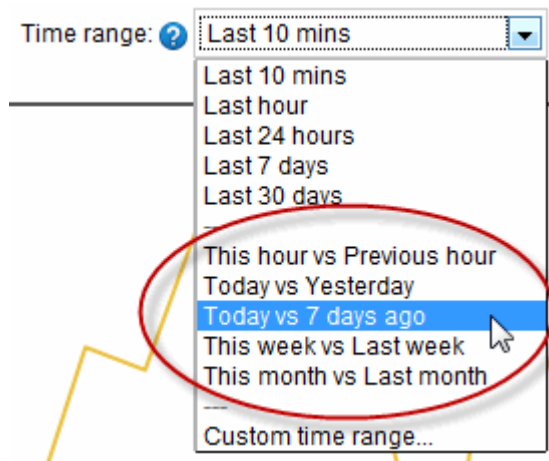 Time range: ? Last 10 mins
Last 10 mins
Last hour
Last 24 hours
Last 7 days
Last 30 days
---
This hour vs Previous hour
Today vs Yesterday
Today vs 7 days ago
This week vs Last week
This month vs Last month
---
Custom time range...